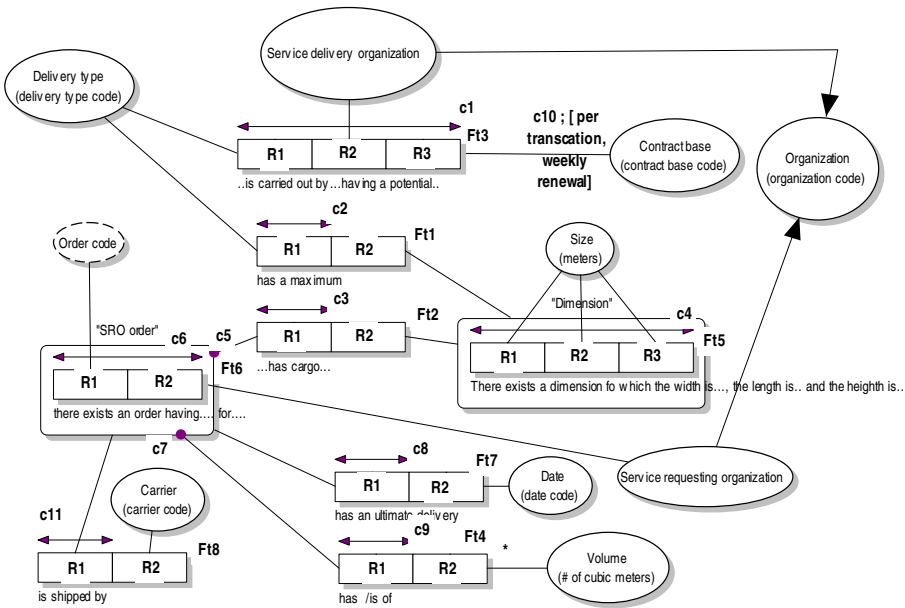 Service delivery organization
Delivery type
(delivery type code)
c1
Ft3
R1 R2 R3
..is carried out by ...having a potential..
c10 ; [ per
transcation,
weekly
renewal]
Contract base
(contract base code)
Organization
(organization code)
c2
Ft1
R1 R2
has a maximum
Order code
Size
(meters)
c3
Ft2
R1 R2
...has cargo...
"Dimension"
c4
Ft5
R1 R2 R3
There exists a dimension fo which the width is..., the length is.. and the heighth is..
"SRO order"
c6
c5
Ft6
R1 R2
there exists an order having.... for....
c7
c8
Ft7
R1 R2
has an ultimate delivery
Date
(date code)
Service requesting organization
Carrier
(carrier code)
c11
Ft8
R1 R2
is shipped by
c9
Ft4
*
R1 R2
has /is of
Volume
(# of cubic meters)